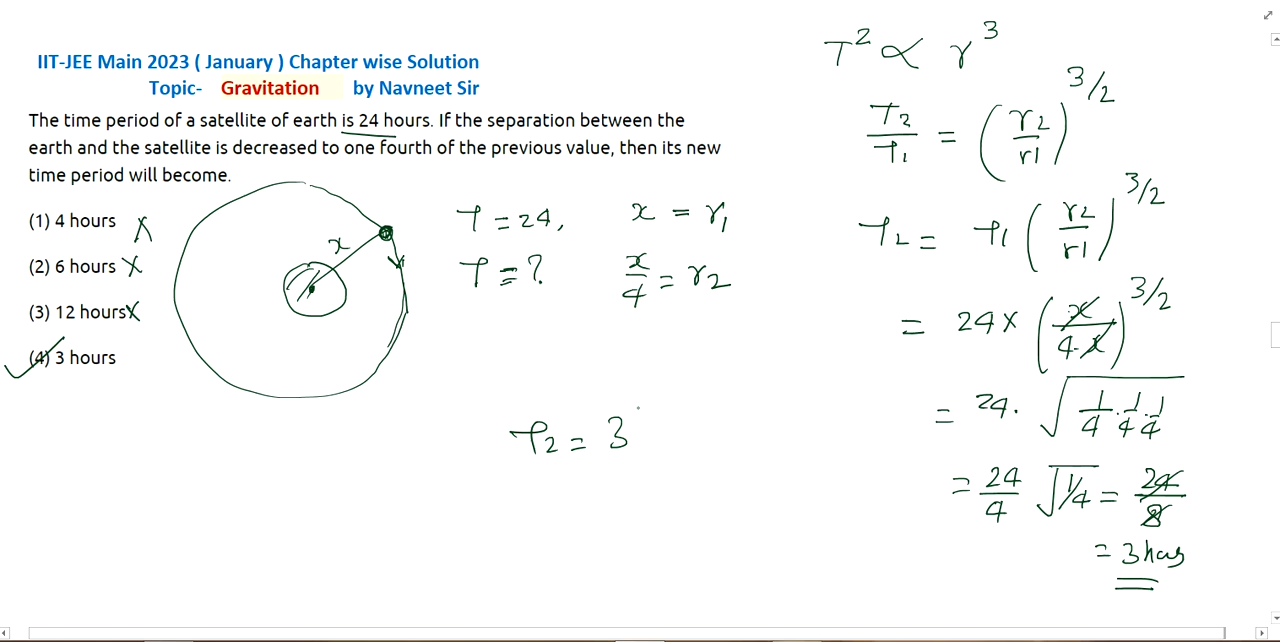 IIT-JEE Main 2023 ( January ) Chapter wise Solution
Topic- Gravitation by Navneet Sir
The time period of a satellite of earth is 24 hours. If the separation between the
earth and the satellite is decreased to one fourth of the previous value, then its new
time period will become.
(1) 4 hours X
(2) 6 hours X
(3) 12 hours X
(4) 3 hours
x
T = 24, x = r1
T = ? x/4 = r2
T2 = 3
T^2 ∝ r^3
T2/T1 = (r2/r1)^3/2
T2 = T1 (r2/r1)^3/2
= 24 × (x/4·x)^3/2
= 24. √(1/4 · 1/4 · 1/4)
= 24/4 √(1/4) = 24/8
= 3 hrs